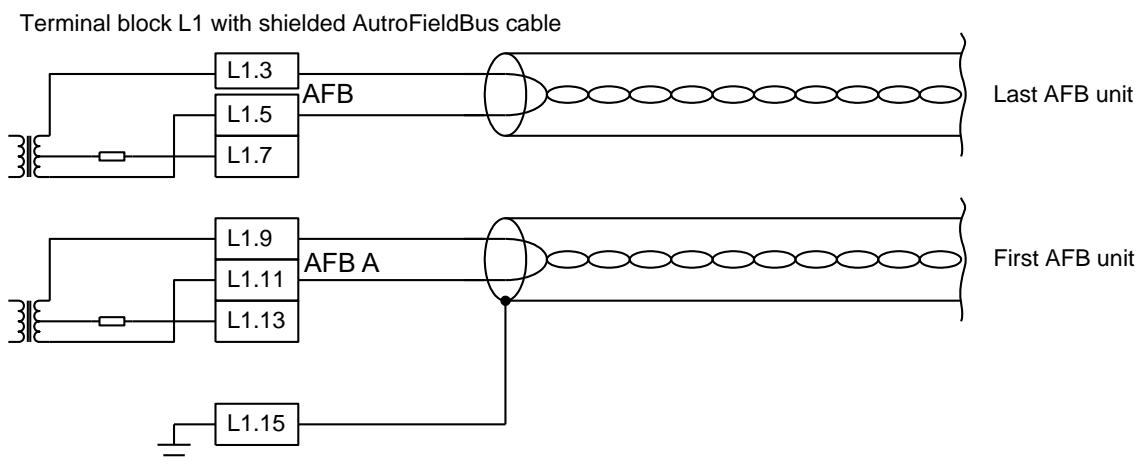 Terminal block L1 with shielded AutroFieldBus cable
L1.3
AFB
L1.5
Last AFB unit
L1.7
L1.9
AFB A
L1.11
First AFB unit
L1.13
L1.15